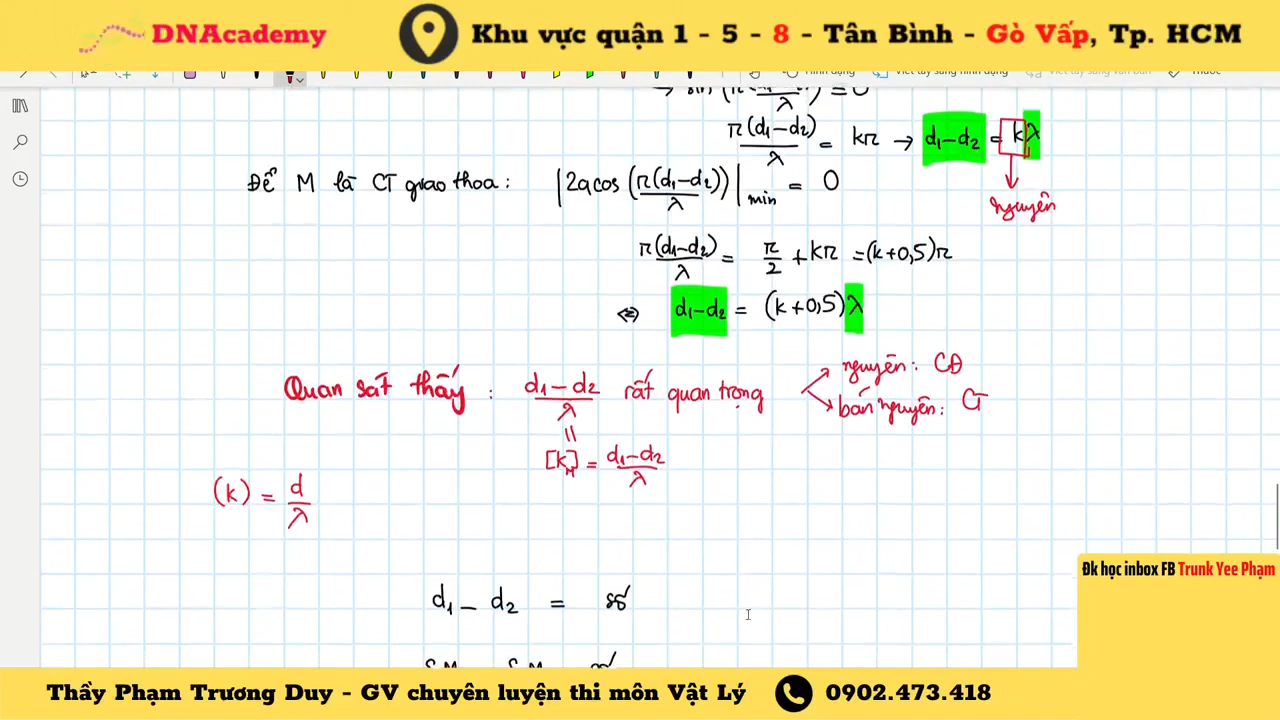 DNAcademy
Khu vực quận 1 - 5 - 8 - Tân Bình - Gò Vấp, Tp. HCM
λ
π(d1-d2)/λ = kπ → d1-d2 = kλ
Để M là CT giao thoa: |2acos(π(d1-d2)/λ)|min = 0
nguyên
π(d1-d2)/λ = π/2 + kπ = (k+0,5)π
⇔ d1-d2 = (k+0,5)λ
Quan sát thấy: d1-d2/λ rất quan trọng
nguyên: CĐ
bán nguyên: CT
[k]M = d1-d2/λ
(k) = d/λ
Đk học inbox FB Trunk Yee Phạm
d1 - d2 = số
Thầy Phạm Trương Duy - GV chuyên luyện thi môn Vật Lý 0902.473.418